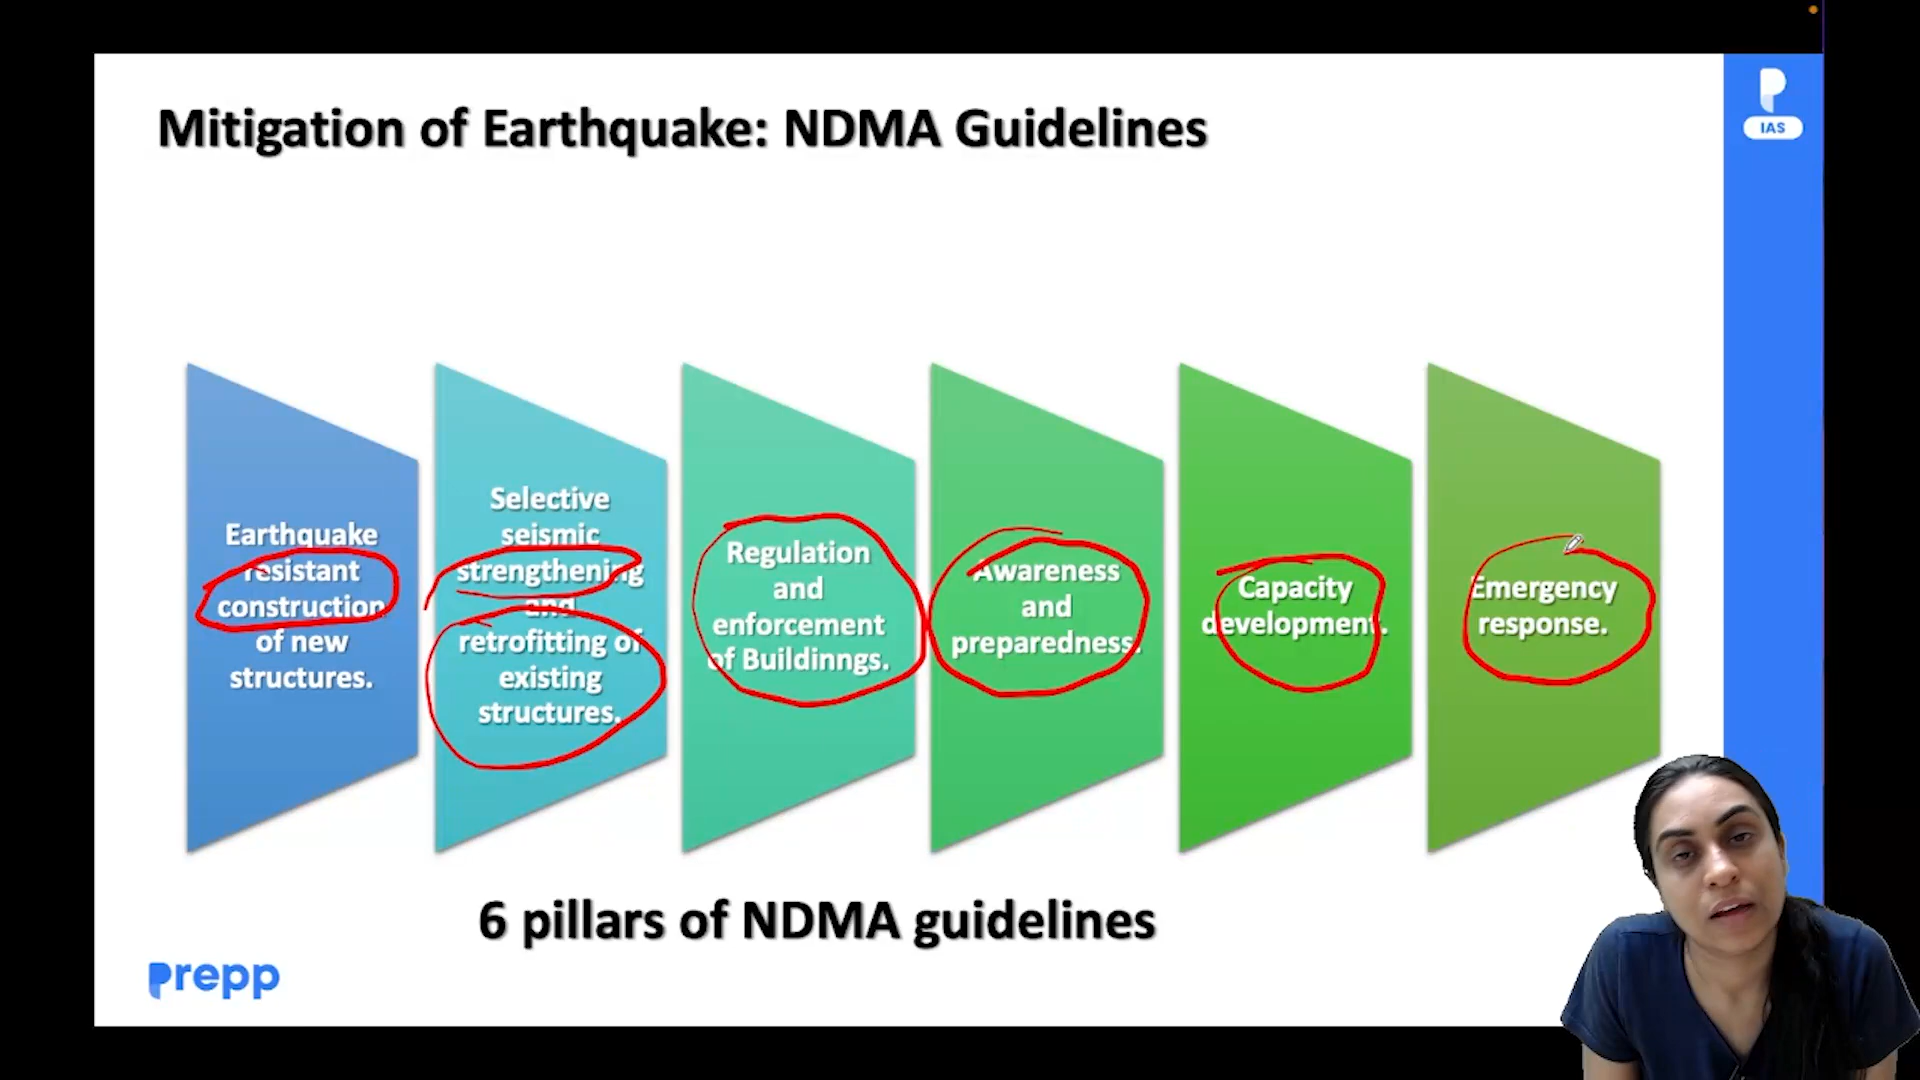 Mitigation of Earthquake: NDMA Guidelines
IAS
Earthquake
resistant
construction
of new
structures.
Selective
seismic
strengthening
and
retrofitting of
existing
structures.
Regulation
and
enforcement
of Buildinngs.
Awareness
and
preparedness.
Capacity
development.
Emergency
response.
6 pillars of NDMA guidelines
prepp